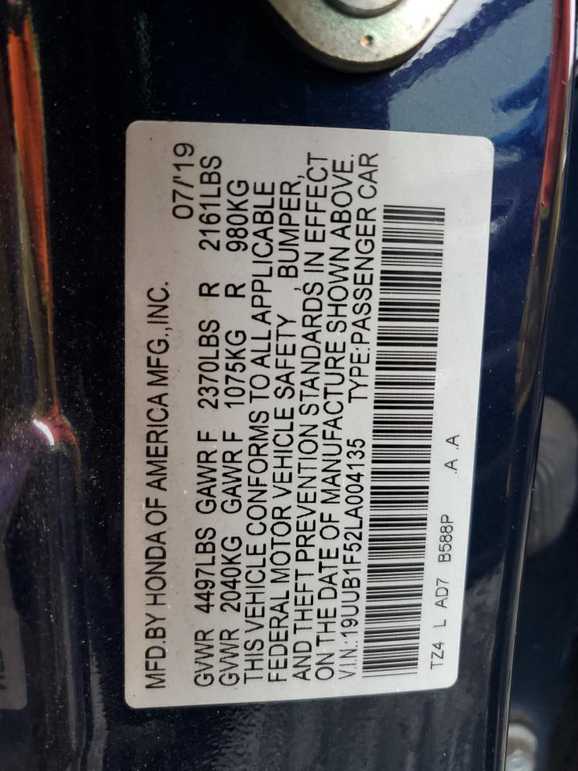 MFD.BY HONDA OF AMERICA MFG.,INC. 07/'19
GVWR 4497LBS GAWR F 2370LBS R 2161LBS
GVWR 2040KG GAWR F 1075KG R 980KG
THIS VEHICLE CONFORMS TO ALL APPLICABLE
FEDERAL MOTOR VEHICLE SAFETY , BUMPER,
AND THEFT PREVENTION STANDARDS IN EFFECT
ON THE DATE OF MANUFACTURE SHOWN ABOVE.
V.I.N.:19UUB1F52LA004135 TYPE:PASSENGER CAR
TZ4 L AD7 B588P .A .A